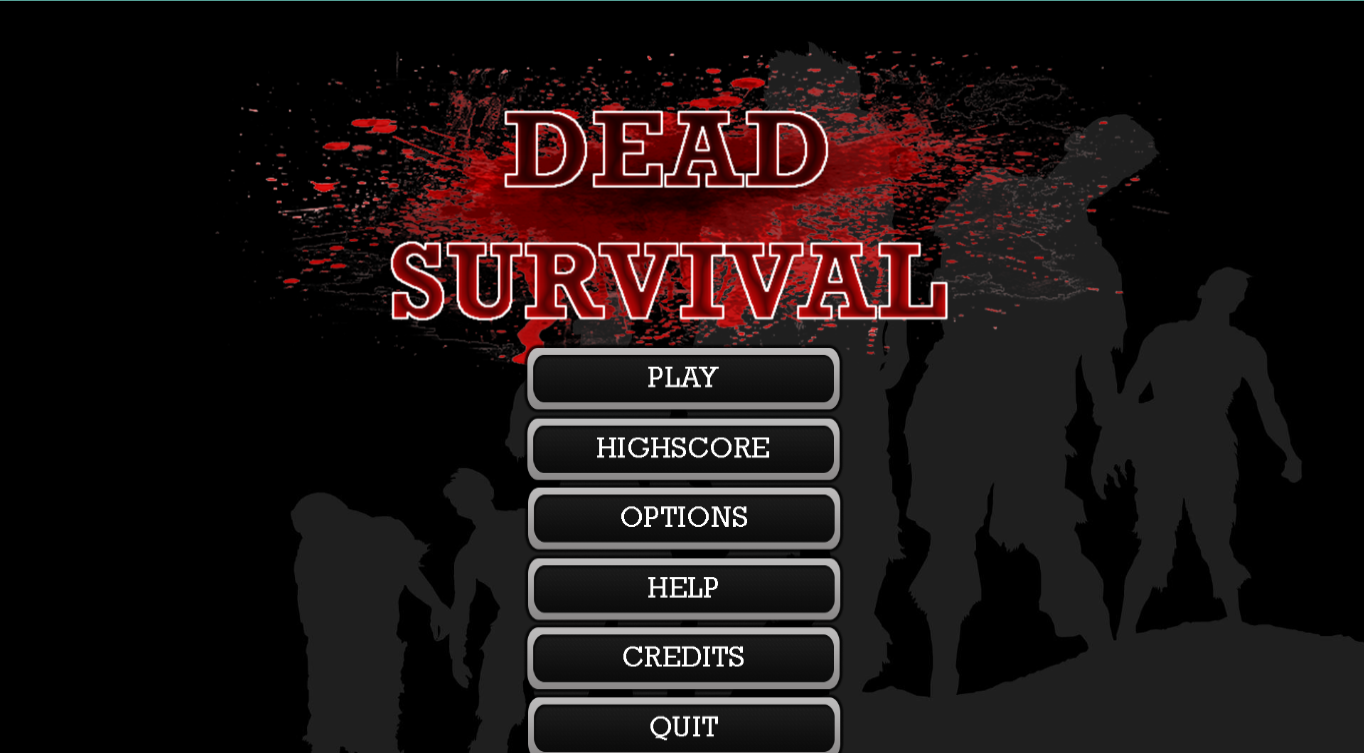 DEAD
SURVIVAL
PLAY
HIGHSCORE
OPTIONS
HELP
CREDITS
QUIT